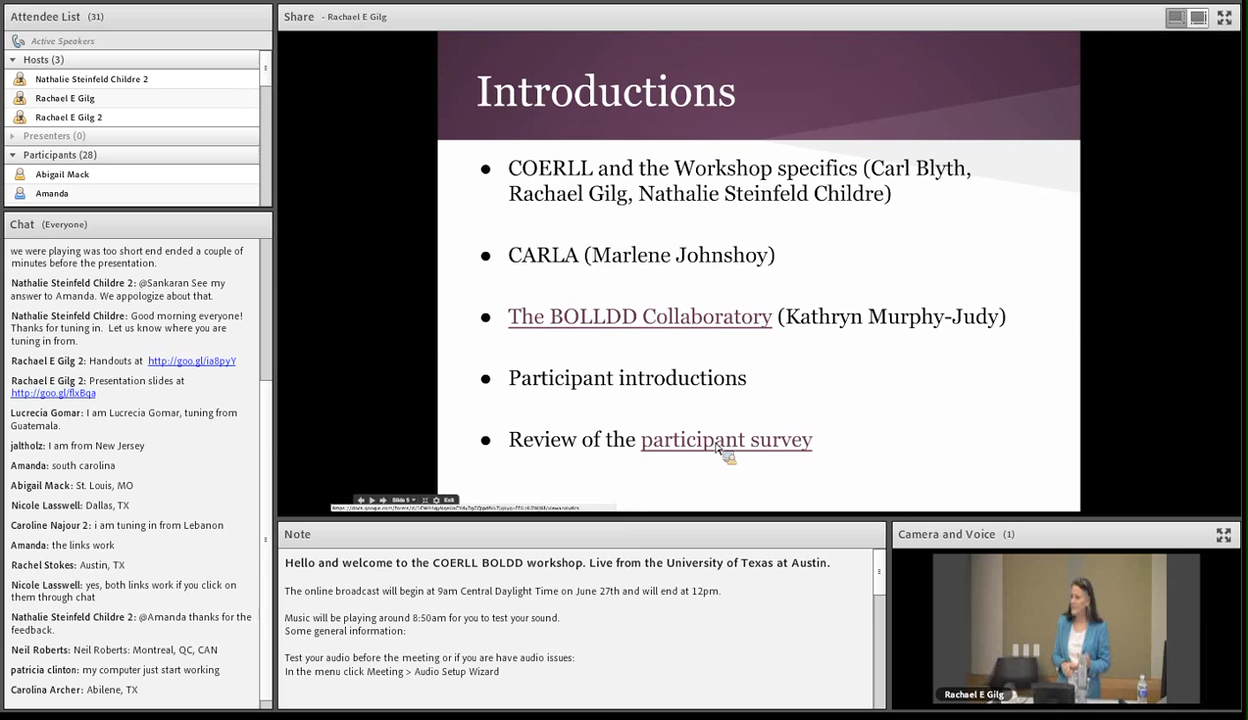 Attendee List (31)
Active Speakers
Hosts (3)
Nathalie Steinfeld Childre 2
Rachael E Gilg
Rachael E Gilg 2
Presenters (0)
Participants (28)
Abigail Mack
Amanda
Chat (Everyone)
we were playing was too short end ended a couple of
minutes before the presentation.
Nathalie Steinfeld Childre 2: @Sankaran See my
answer to Amanda. We appologize about that.
Nathalie Steinfeld Childre: Good morning everyone!
Thanks for tuning in. Let us know where you are
tuning in from.
Rachael E Gilg 2: Handouts at http://goo.gl/ia8pyY
Rachael E Gilg 2: Presentation slides at
http://goo.gl/flxBqa
Lucrecia Gomar: I am Lucrecia Gomar, tuning from
Guatemala.
jaltholz: I am from New Jersey
Amanda: south carolina
Abigail Mack: St. Louis, MO
Nicole Lasswell: Dallas, TX
Caroline Najour 2: i am tuning in from Lebanon
Amanda: the links work
Rachel Stokes: Austin, TX
Nicole Lasswell: yes, both links work if you click on
them through chat
Nathalie Steinfeld Childre 2: @Amanda thanks for the
feedback.
Neil Roberts: Neil Roberts: Montreal, QC, CAN
patricia clinton: my computer just start working
Carolina Archer: Abilene, TX
Share - Rachael E Gilg
Introductions
● COERLL and the Workshop specifics (Carl Blyth,
Rachael Gilg, Nathalie Steinfeld Childre)
● CARLA (Marlene Johnshoy)
● The BOLLDD Collaboratory (Kathryn Murphy-Judy)
● Participant introductions
● Review of the participant survey
Slide 5
Exit
Note
Hello and welcome to the COERLL BOLDD workshop. Live from the University of Texas at Austin.
The online broadcast will begin at 9am Central Daylight Time on June 27th and will end at 12pm.
Music will be playing around 8:50am for you to test your sound.
Some general information:
Test your audio before the meeting or if you are have audio issues:
In the menu click Meeting > Audio Setup Wizard
Camera and Voice (1)
Rachael E Gilg